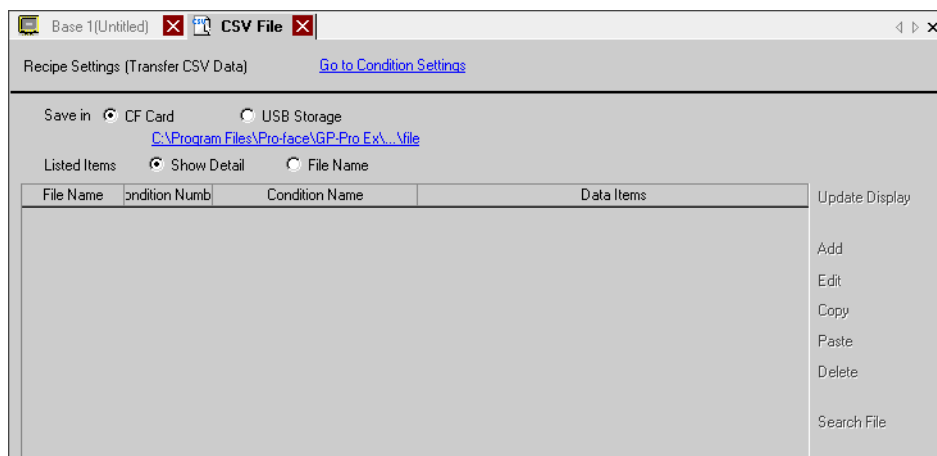 Base 1(Untitled) CSV File
Recipe Settings (Transfer CSV Data) Go to Condition Settings
Save in CF Card USB Storage
C:\Program Files\Pro-face\GP-Pro Ex\...\file
Listed Items Show Detail File Name
File Name ondition Numb Condition Name Data Items
Update Display
Add
Edit
Copy
Paste
Delete
Search File